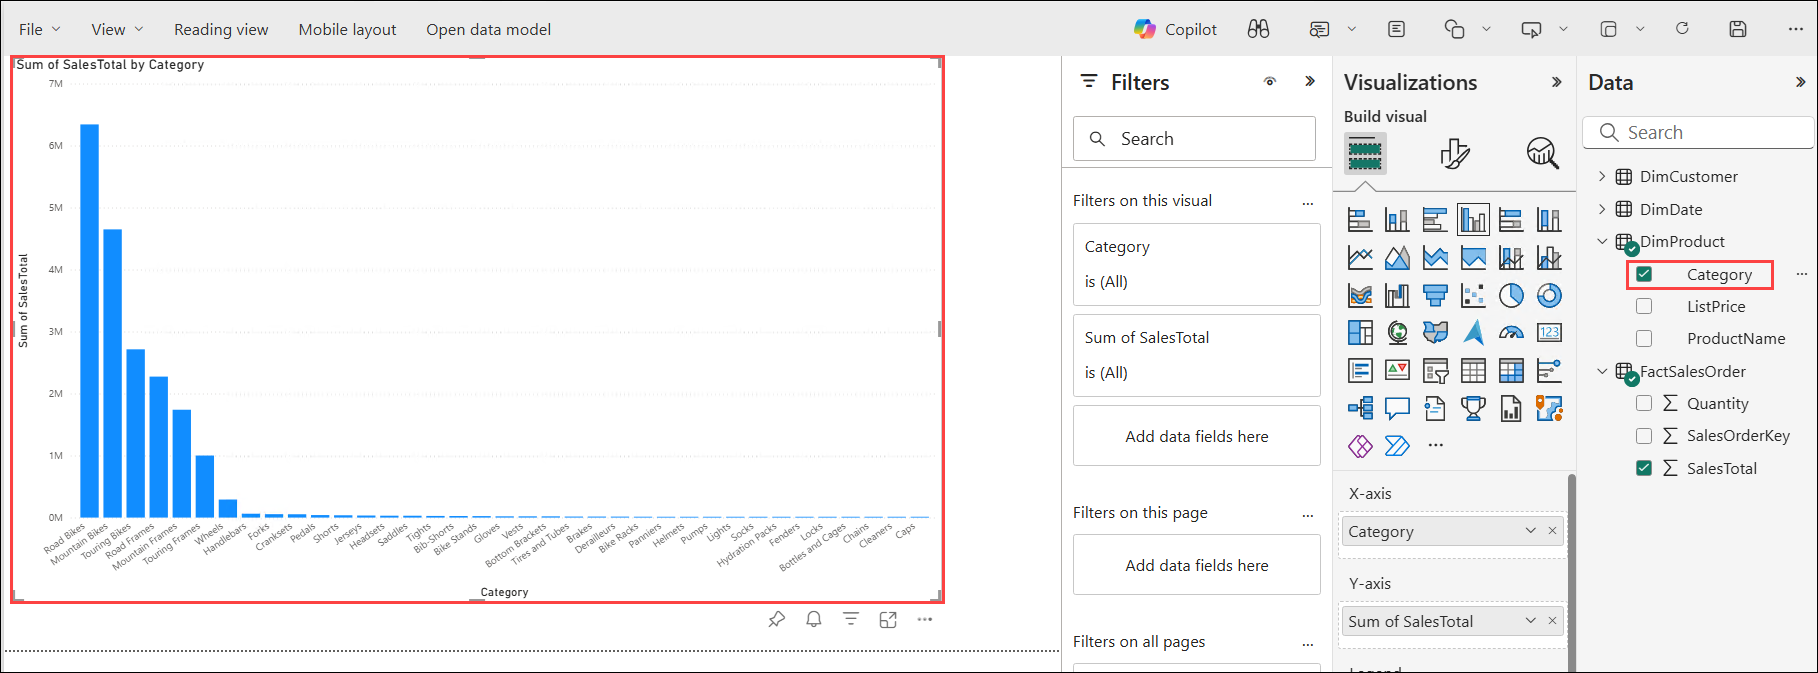 File
View
Reading view
Mobile layout
Open data model
Copilot
Sum of SalesTotal by Category
7M
6M
5M
4M
3M
2M
1M
0M
Sum of SalesTotal
Road Bikes
Mountain Bikes
Touring Bikes
Road Frames
Mountain Frames
Touring Frames
Wheels
Handlebars
Forks
Cranksets
Pedals
Shorts
Jerseys
Headsets
Saddles
Tights
Bib-Shorts
Bike Stands
Gloves
Vests
Bottom Brackets
Tires and Tubes
Brakes
Derailleurs
Bike Racks
Panniers
Helmets
Pumps
Lights
Socks
Hydration Packs
Fenders
Locks
Bottles and Cages
Chains
Cleaners
Caps
Category
Filters
Search
Filters on this visual
Category
is (All)
Sum of SalesTotal
is (All)
Add data fields here
Filters on this page
Add data fields here
Filters on all pages
Visualizations
Build visual
123
X-axis
Category
Y-axis
Sum of SalesTotal
Legend
Data
Search
DimCustomer
DimDate
DimProduct
Category
ListPrice
ProductName
FactSalesOrder
Quantity
SalesOrderKey
SalesTotal